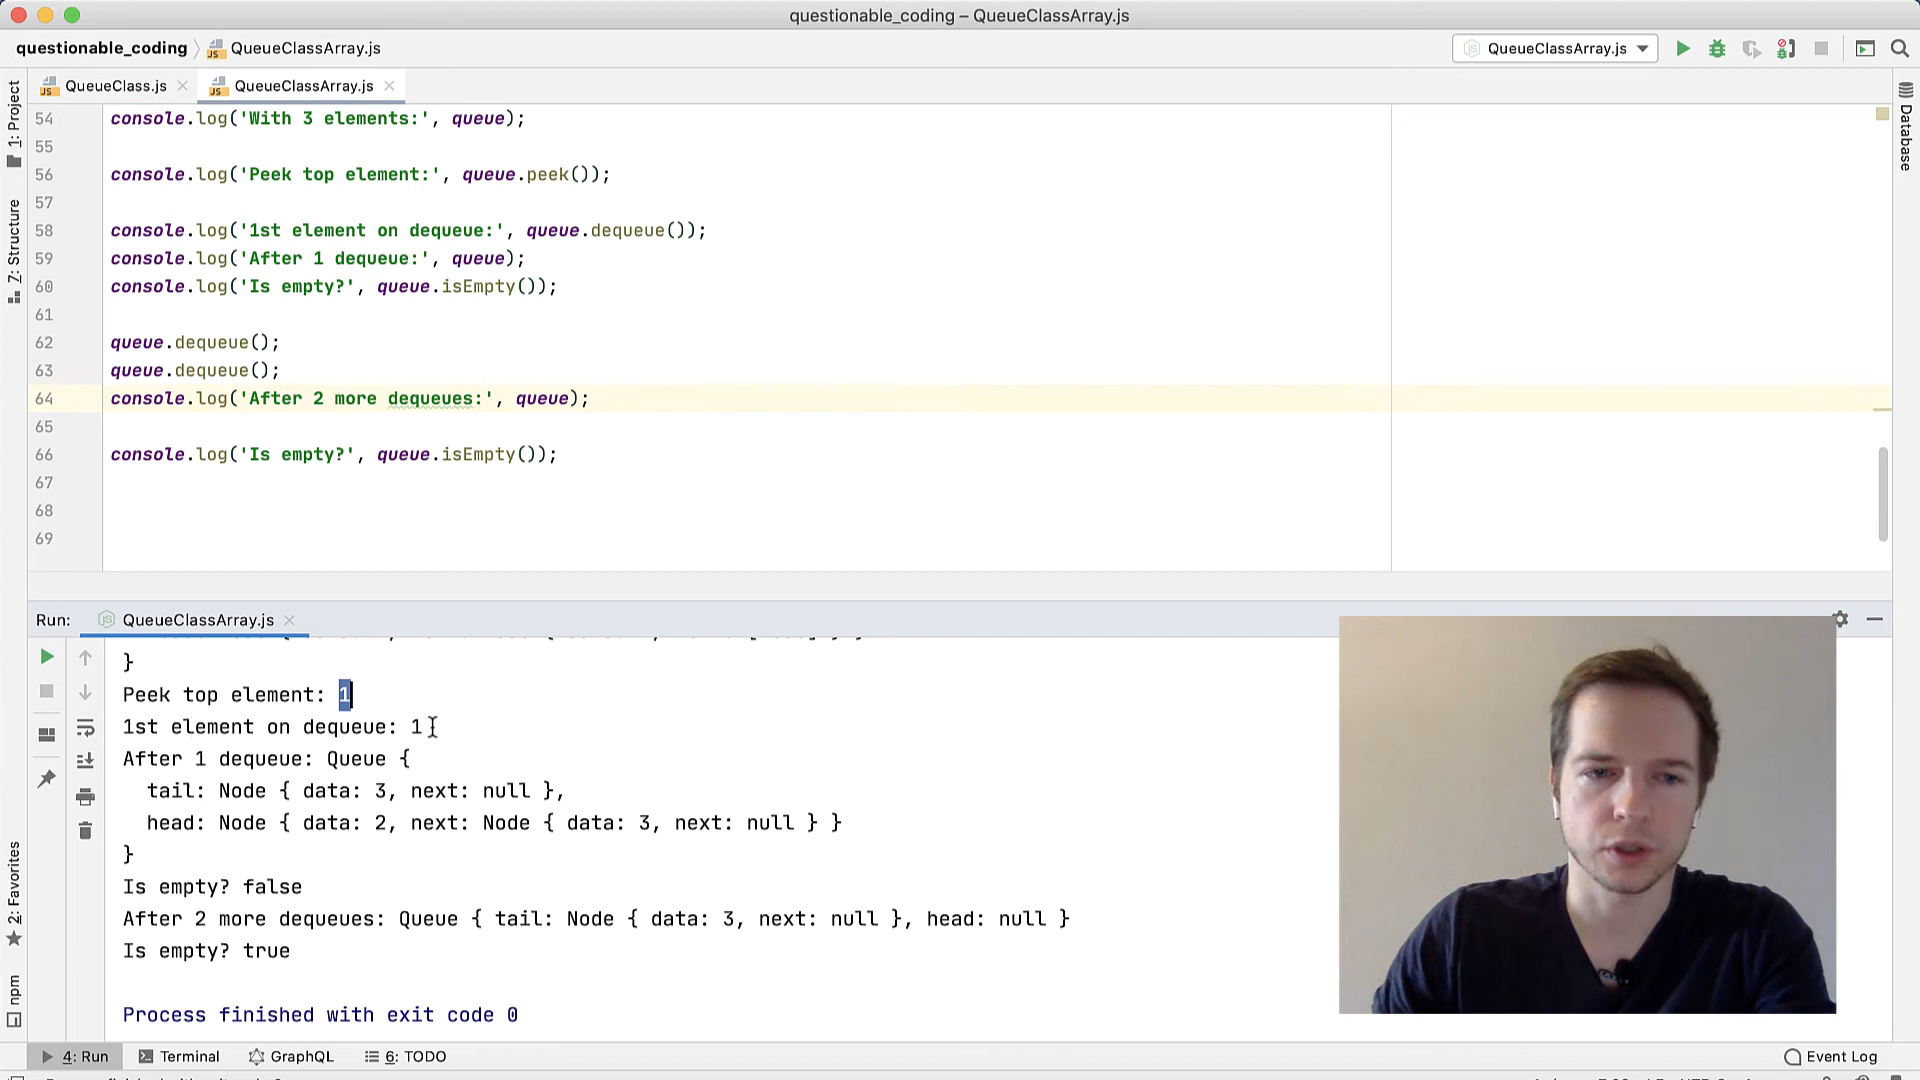 questionable_coding – QueueClassArray.js
questionable_coding
QueueClassArray.js
QueueClassArray.js
QueueClass.js
QueueClassArray.js
1: Project
Z: Structure
2: Favorites
npm
Database
54 console.log('With 3 elements:', queue);
55
56 console.log('Peek top element:', queue.peek());
57
58 console.log('1st element on dequeue:', queue.dequeue());
59 console.log('After 1 dequeue:', queue);
60 console.log('Is empty?', queue.isEmpty());
61
62 queue.dequeue();
63 queue.dequeue();
64 console.log('After 2 more dequeues:', queue);
65
66 console.log('Is empty?', queue.isEmpty());
67
68
69
Run: QueueClassArray.js
}
Peek top element: 1
1st element on dequeue: 1
After 1 dequeue: Queue {
tail: Node { data: 3, next: null },
head: Node { data: 2, next: Node { data: 3, next: null } }
}
Is empty? false
After 2 more dequeues: Queue { tail: Node { data: 3, next: null }, head: null }
Is empty? true
Process finished with exit code 0
4: Run
Terminal
GraphQL
6: TODO
Event Log